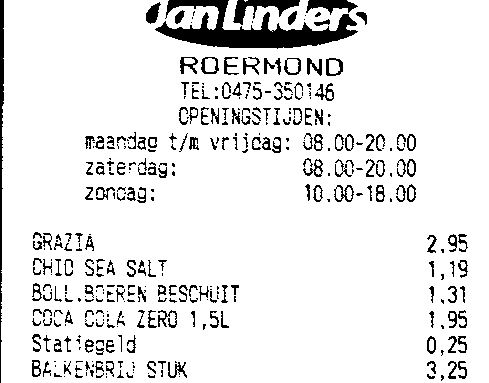 Jan Linders
ROERMOND
TEL:0475-350146
OPENINGSTIJDEN:
maandag t/m vrijdag: 08.00-20.00
zaterdag: 08.00-20.00
zondag: 10.00-18.00
GRAZIA 2,95
CHIO SEA SALT 1,19
BOLL.BOEREN BESCHUIT 1,31
COCA COLA ZERO 1,5L 1,95
Statiegeld 0,25
BALKENBRIJ STUK 3,25